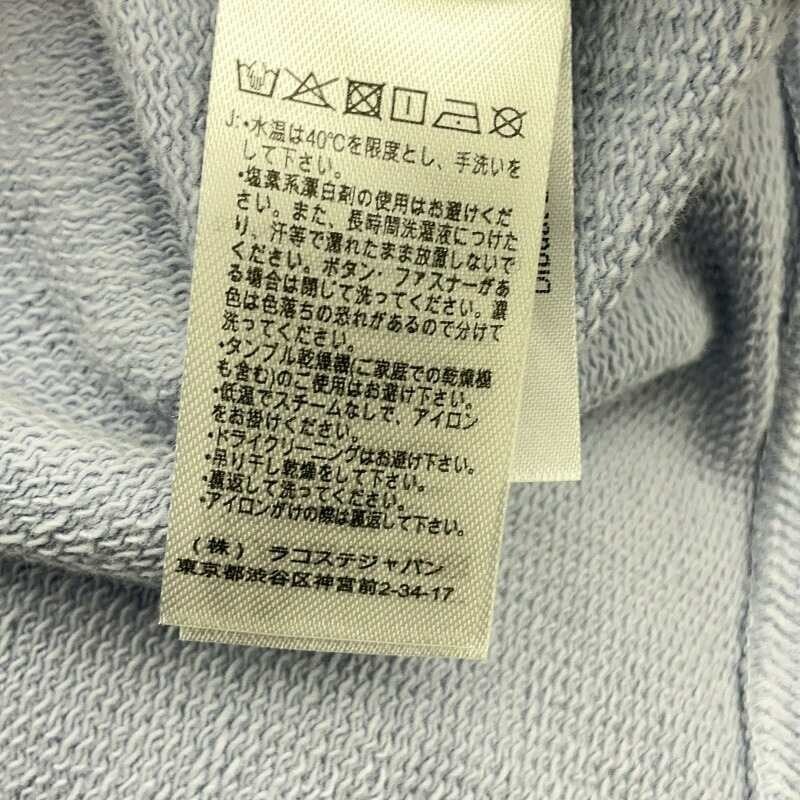 J:•水温は40℃を限度とし、手洗いを
して下さい。
•塩素系漂白剤の使用はお避けくだ
さい。また、長時間洗濯液につけた
り、汗等で濡れたまま放置しないで
ください。ボタン・ファスナーがあ
る場合は閉じて洗ってください。濃
色は色落ちの恐れがあるので分けて
洗ってください。
•タンブル乾燥機(ご家庭での乾燥機
も含む)のご使用はお避け下さい。
•低温でスチームなしで、アイロン
をお掛けください。
•ドライクリーニングはお避け下さい。
•吊り干し乾燥をして下さい。
•裏返して洗ってください。
•アイロンがけの際は裏返して下さい。
(株) ラコステジャパン
東京都渋谷区神宮前2-34-17